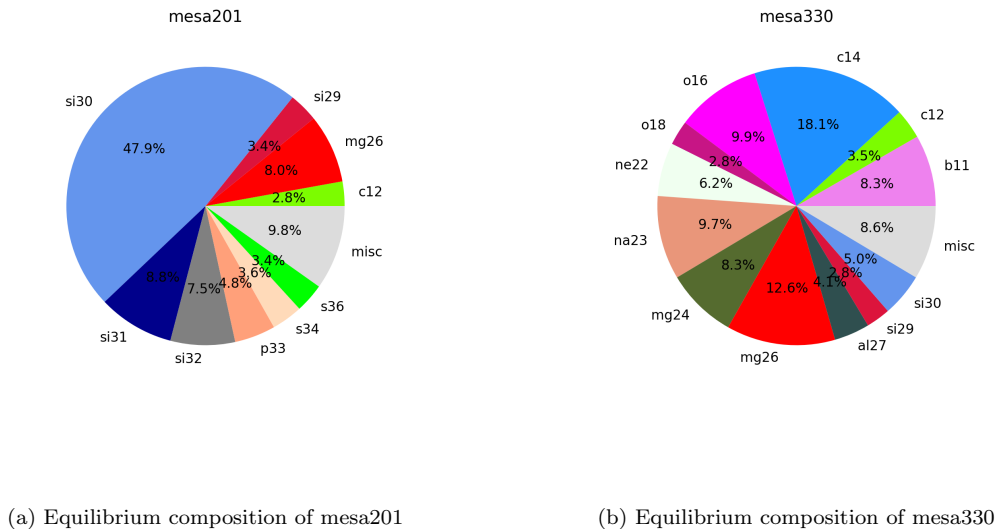 mesa201
si30
si29
47.9%
3.4%
mg26
8.0%
c12
2.8%
9.8%
misc
3.4%
8.8%
3.6%
4.8%
7.5%
s36
s34
si31
p33
si32
mesa330
c14
o16
c12
o18
18.1%
9.9%
3.5%
b11
ne22
2.8%
6.2%
8.3%
na23
9.7%
8.6%
misc
8.3%
5.0%
2.8%
4.1%
12.6%
si30
mg24
si29
al27
mg26
(a) Equilibrium composition of mesa201
(b) Equilibrium composition of mesa330